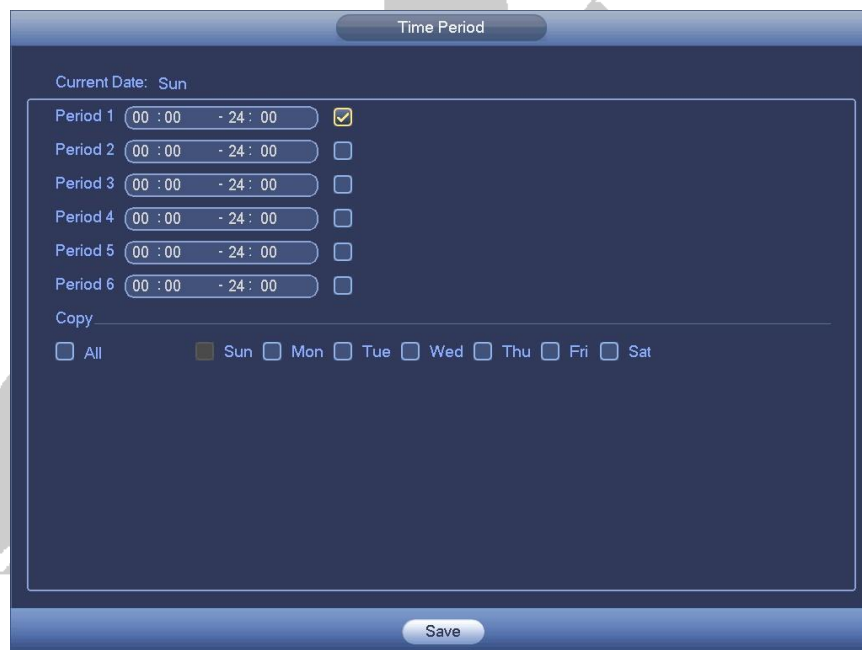 Time Period
Current Date: Sun
Period 1 00 :00 - 24 : 00
Period 2 00 :00 - 24 : 00
Period 3 00 :00 - 24 : 00
Period 4 00 :00 - 24 : 00
Period 5 00 :00 - 24 : 00
Period 6 00 :00 - 24 : 00
Copy
All Sun Mon Tue Wed Thu Fri Sat
Save